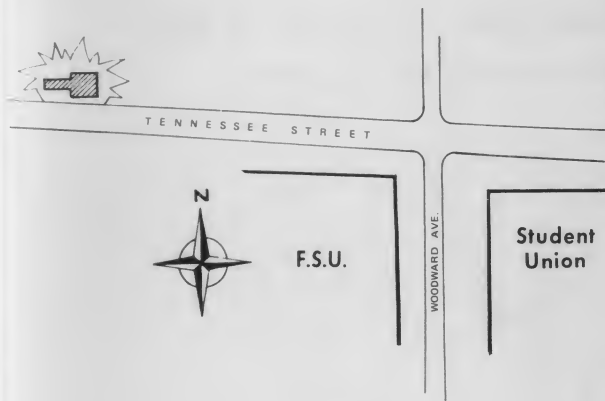 TENNESSEE STREET
N
F.S.U.
WOODWARD AVE.
Student
Union